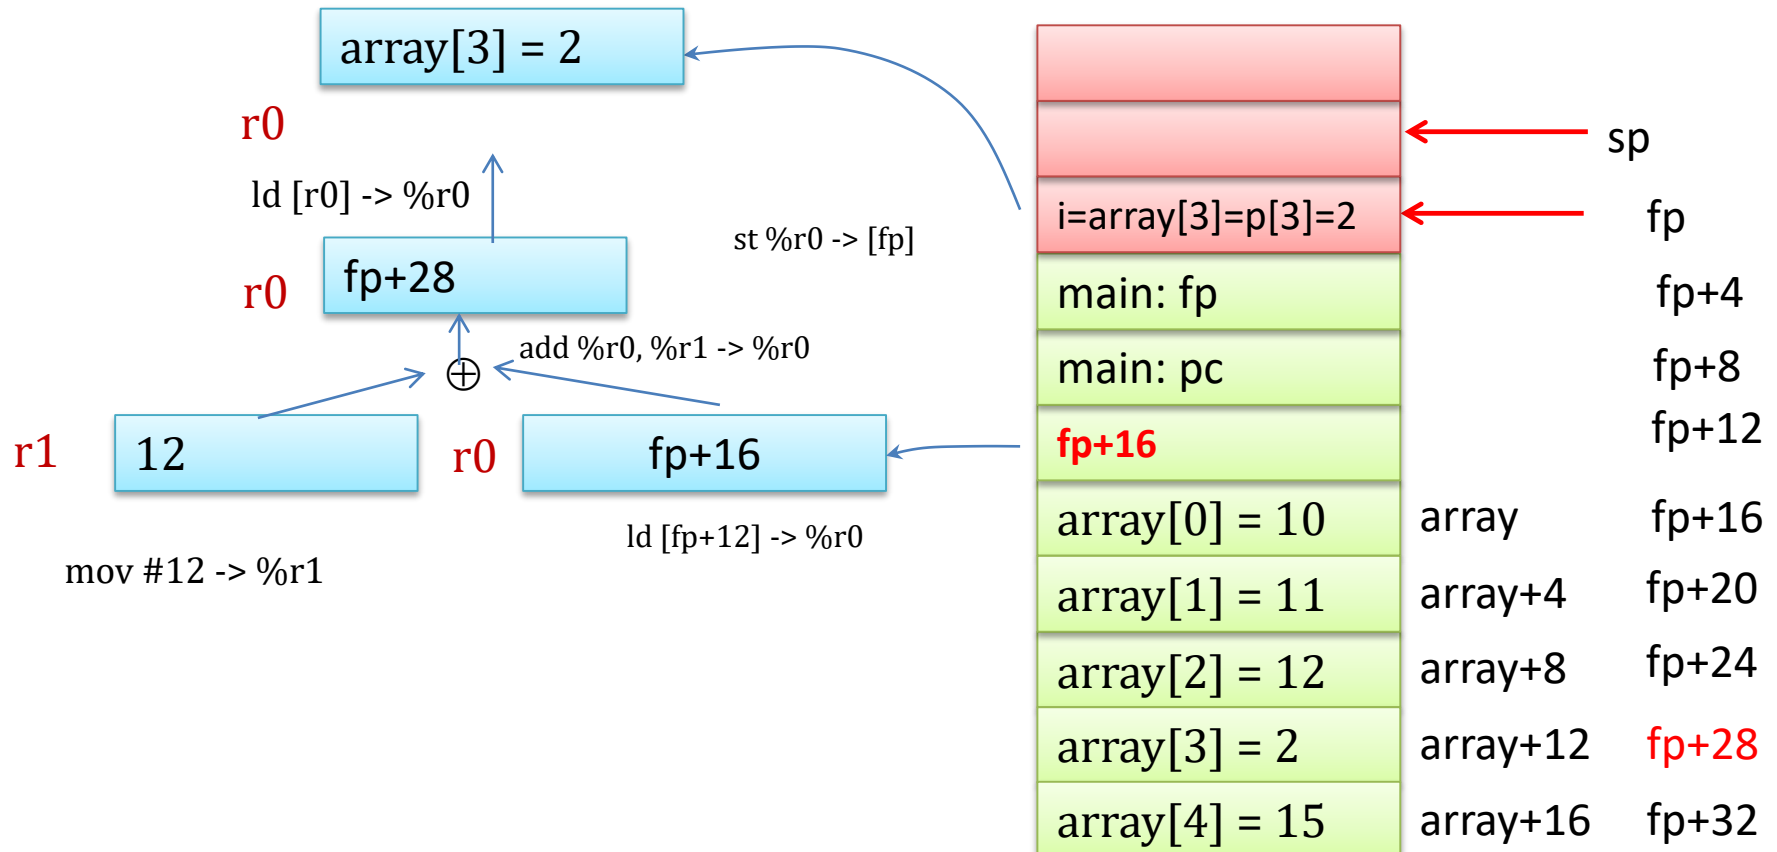 array[3] = 2
r0
ld [r0] -> %r0
st %r0 -> [fp]
r0
fp+28
add %r0, %r1 -> %r0
⊕
r1
12
r0
fp+16
mov #12 -> %r1
ld [fp+12] -> %r0
sp
i=array[3]=p[3]=2
fp
main: fp
fp+4
main: pc
fp+8
fp+16
fp+12
array[0] = 10
array
fp+16
array[1] = 11
array+4
fp+20
array[2] = 12
array+8
fp+24
array[3] = 2
array+12
fp+28
array[4] = 15
array+16
fp+32